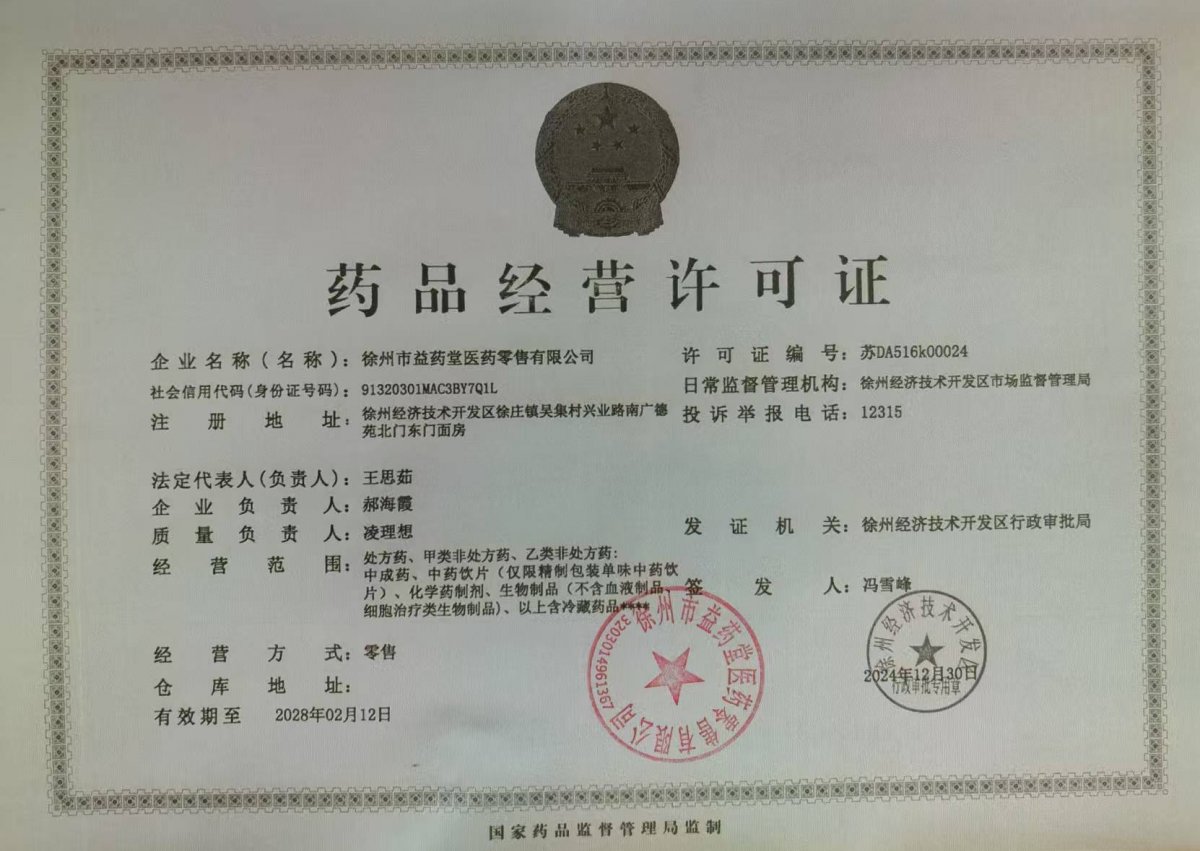 药品经营许可证
企业名称(名称): 徐州市益药堂医药零售有限公司
许可证编号: 苏DA516k00024
社会信用代码(身份证号码): 91320301MAC3BY7Q1L
日常监督管理机构: 徐州经济技术开发区市场监督管理局
注册地址: 徐州经济技术开发区徐庄镇吴集村兴业路南广德
苑北门东门面房
投诉举报电话: 12315
法定代表人(负责人): 王思茹
企业负责人: 郝海霞
质量负责人: 凌理想
发证机关: 徐州经济技术开发区行政审批局
经营范围: 处方药、甲类非处方药、乙类非处方药:
中成药、中药饮片（仅限精制包装单味中药饮
片）、化学药制剂、生物制品（不含血液制品、
细胞治疗类生物制品）、以上含冷藏药品****
签发人: 冯雪峰
徐州市益药堂医药零售有限公司
徐州经济技术开发
2024年12月30日
行政审批专用章
经营方式: 零售
仓库地址:
有效期至 2028年02月12日
国家药品监督管理局监制